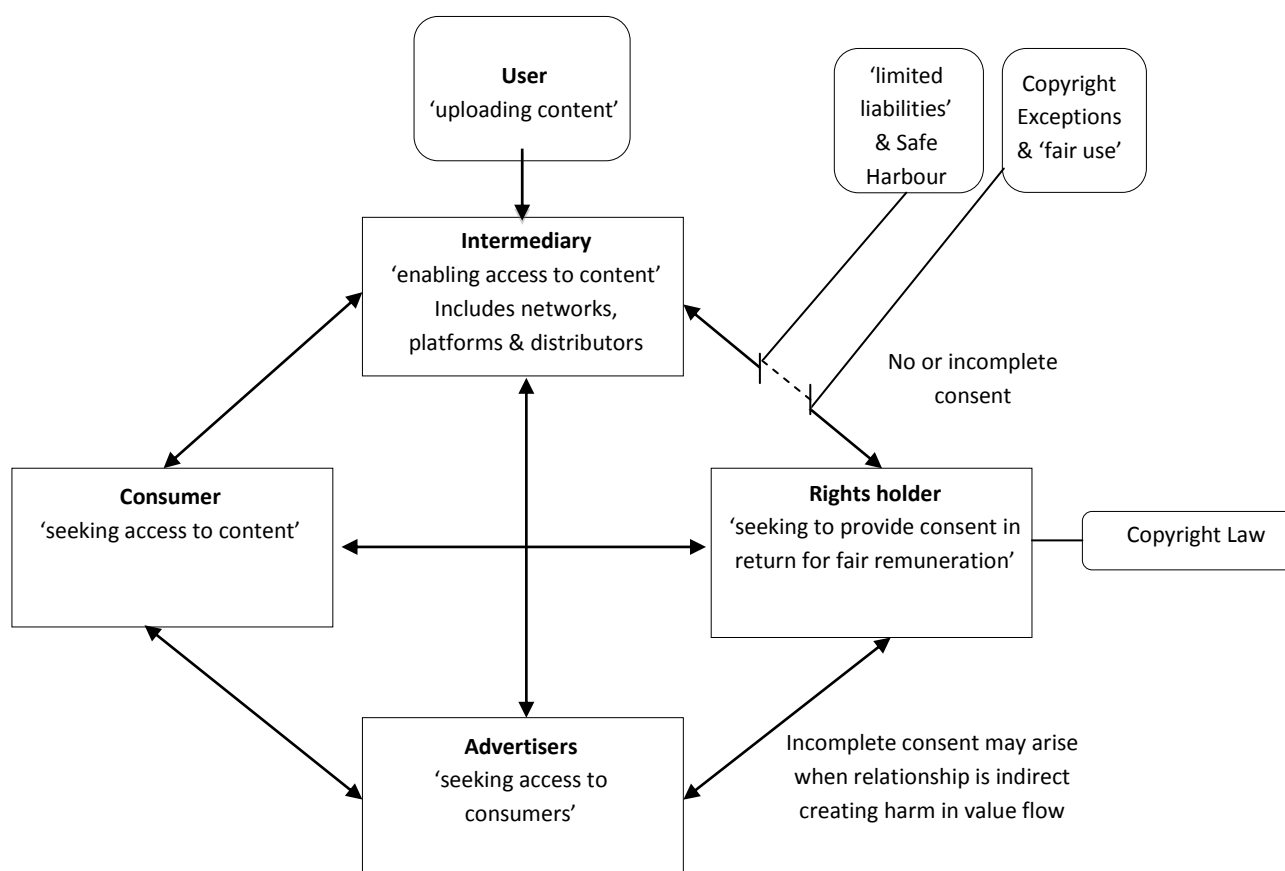 User
‘uploading content’
‘limited
liabilities’
& Safe
Harbour
Copyright
Exceptions
& ‘fair use’
Intermediary
‘enabling access to content’
Includes networks,
platforms & distributors
No or incomplete
consent
Consumer
‘seeking access to content’
Rights holder
‘seeking to provide consent in
return for fair remuneration’
Copyright Law
Advertisers
‘seeking access to
consumers’
Incomplete consent may arise
when relationship is indirect
creating harm in value flow